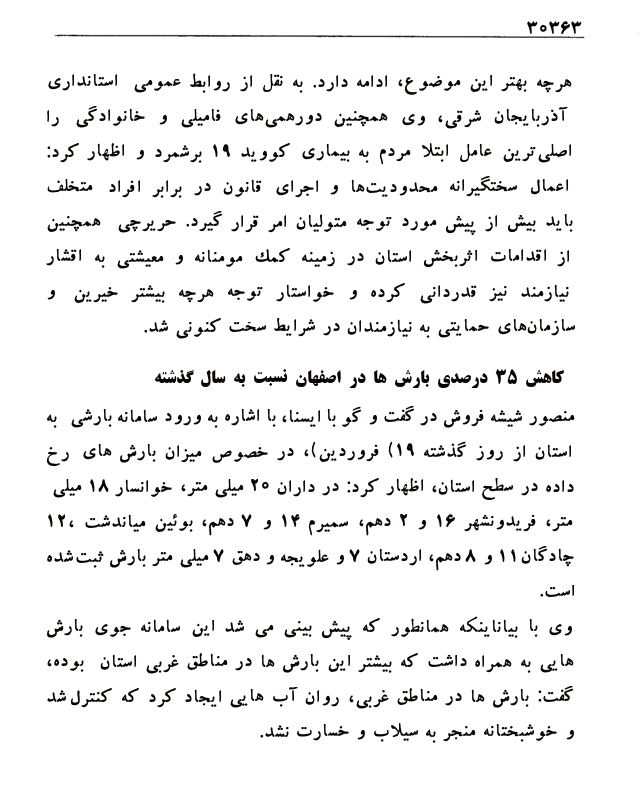 ۳۰۳۶۳
هرچه بهتر این موضوع، ادامه دارد. به نقل از روابط عمومی استانداری
آذربایجان شرقی، وی همچنین دورهمی‌های فامیلی و خانوادگی را
اصلی‌ترین عامل ابتلا مردم به بیماری کووید ۱۹ برشمرد و اظهار کرد:
اعمال سختگیرانه محدودیت‌ها و اجرای قانون در برابر افراد متخلف
باید بیش از پیش مورد توجه متولیان امر قرار گیرد. حریرچی همچنین
از اقدامات اثربخش استان در زمینه کمک مومنانه و معیشتی به اقشار
نیازمند نیز قدردانی کرده و خواستار توجه هرچه بیشتر خیرین و
سازمان‌های حمایتی به نیازمندان در شرایط سخت کنونی شد.
کاهش ۳۵ درصدی بارش ها در اصفهان نسبت به سال گذشته
منصور شیشه فروش در گفت و گو با ایسنا، با اشاره به ورود سامانه بارشی به
استان از روز گذشته ۱۹) فروردین)، در خصوص میزان بارش های رخ
داده در سطح استان، اظهار کرد: در داران ۲۰ میلی متر، خوانسار ۱۸ میلی
متر، فریدونشهر ۱۶ و ۲ دهم، سمیرم ۱۴ و ۷ دهم، بوئین میاندشت ،۱۲
چادگان۱۱ و ۸ دهم، اردستان ۷ و علویجه و دهق ۷ میلی متر بارش ثبت‌شده
است.
وی با بیاناینکه همانطور که پیش بینی می شد این سامانه جوی بارش
هایی به همراه داشت که بیشتر این بارش ها در مناطق غربی استان بوده،
گفت: بارش ها در مناطق غربی، روان آب هایی ایجاد کرد که کنترل شد
و خوشبختانه منجر به سیلاب و خسارت نشد.